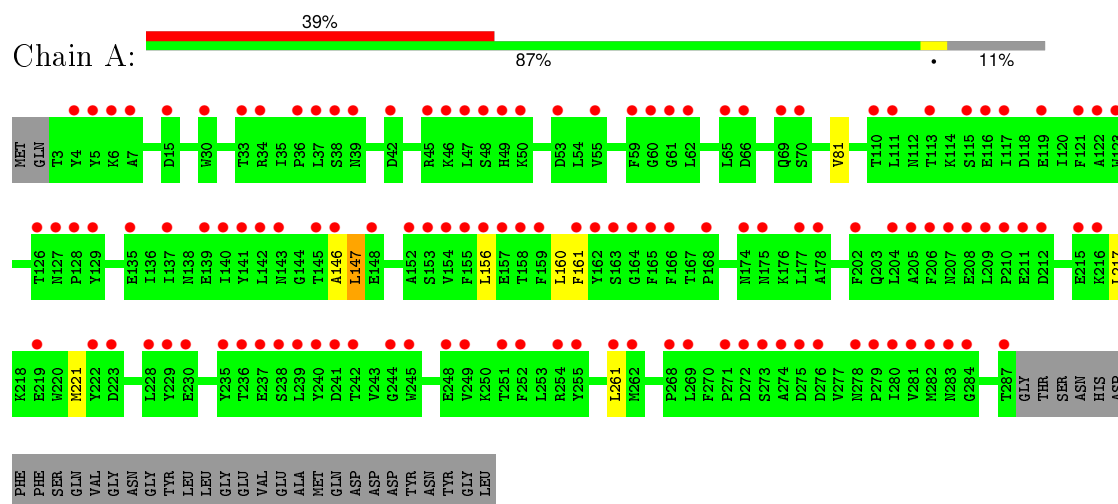 39%
Chain A:
87%
11%
MET GLN T3 Y4 Y5 K6 A7 D15 W30 T33 R34 I35 P36 L37 S38 N39 D42 R45 K46 L47 S48 H49 K50 D53 L54 V55 F59 G60 G61 L62 L65 D66 Q69 S70 V81 T110 L111 N112 T113 K114 S115 E116 I117 D118 E119 I120 F121 A122 W123
T126 N127 P128 Y129 E135 I136 I137 N138 E139 I140 Y141 L142 N143 G144 T145 A146 L147 E148 A152 S153 V154 F155 L156 E157 T158 F159 L160 F161 Y162 S163 G164 F165 F166 T167 P168 N174 N175 K176 L177 A178 F202 Q203 L204 A205 F206 N207 E208 L209 P210 E211 D212 E215 K216 L217
K218 E219 W220 M221 Y222 D223 L228 Y229 E230 Y235 T236 E237 S238 L239 Y240 D241 T242 V243 G244 W245 E248 V249 K250 T251 F252 L253 R254 Y255 L261 M262 P268 L269 F270 P271 D272 S273 A274 D275 D276 V277 N278 P279 I280 V281 M282 N283 G284 T287 GLY THR SER ASN HIS ASP
PHE PHE SER GLN VAL GLY ASN GLY TYR LEU LEU GLY GLU VAL GLU ALA MET GLN ASP ASP ASP TYR ASN TYR GLY LEU